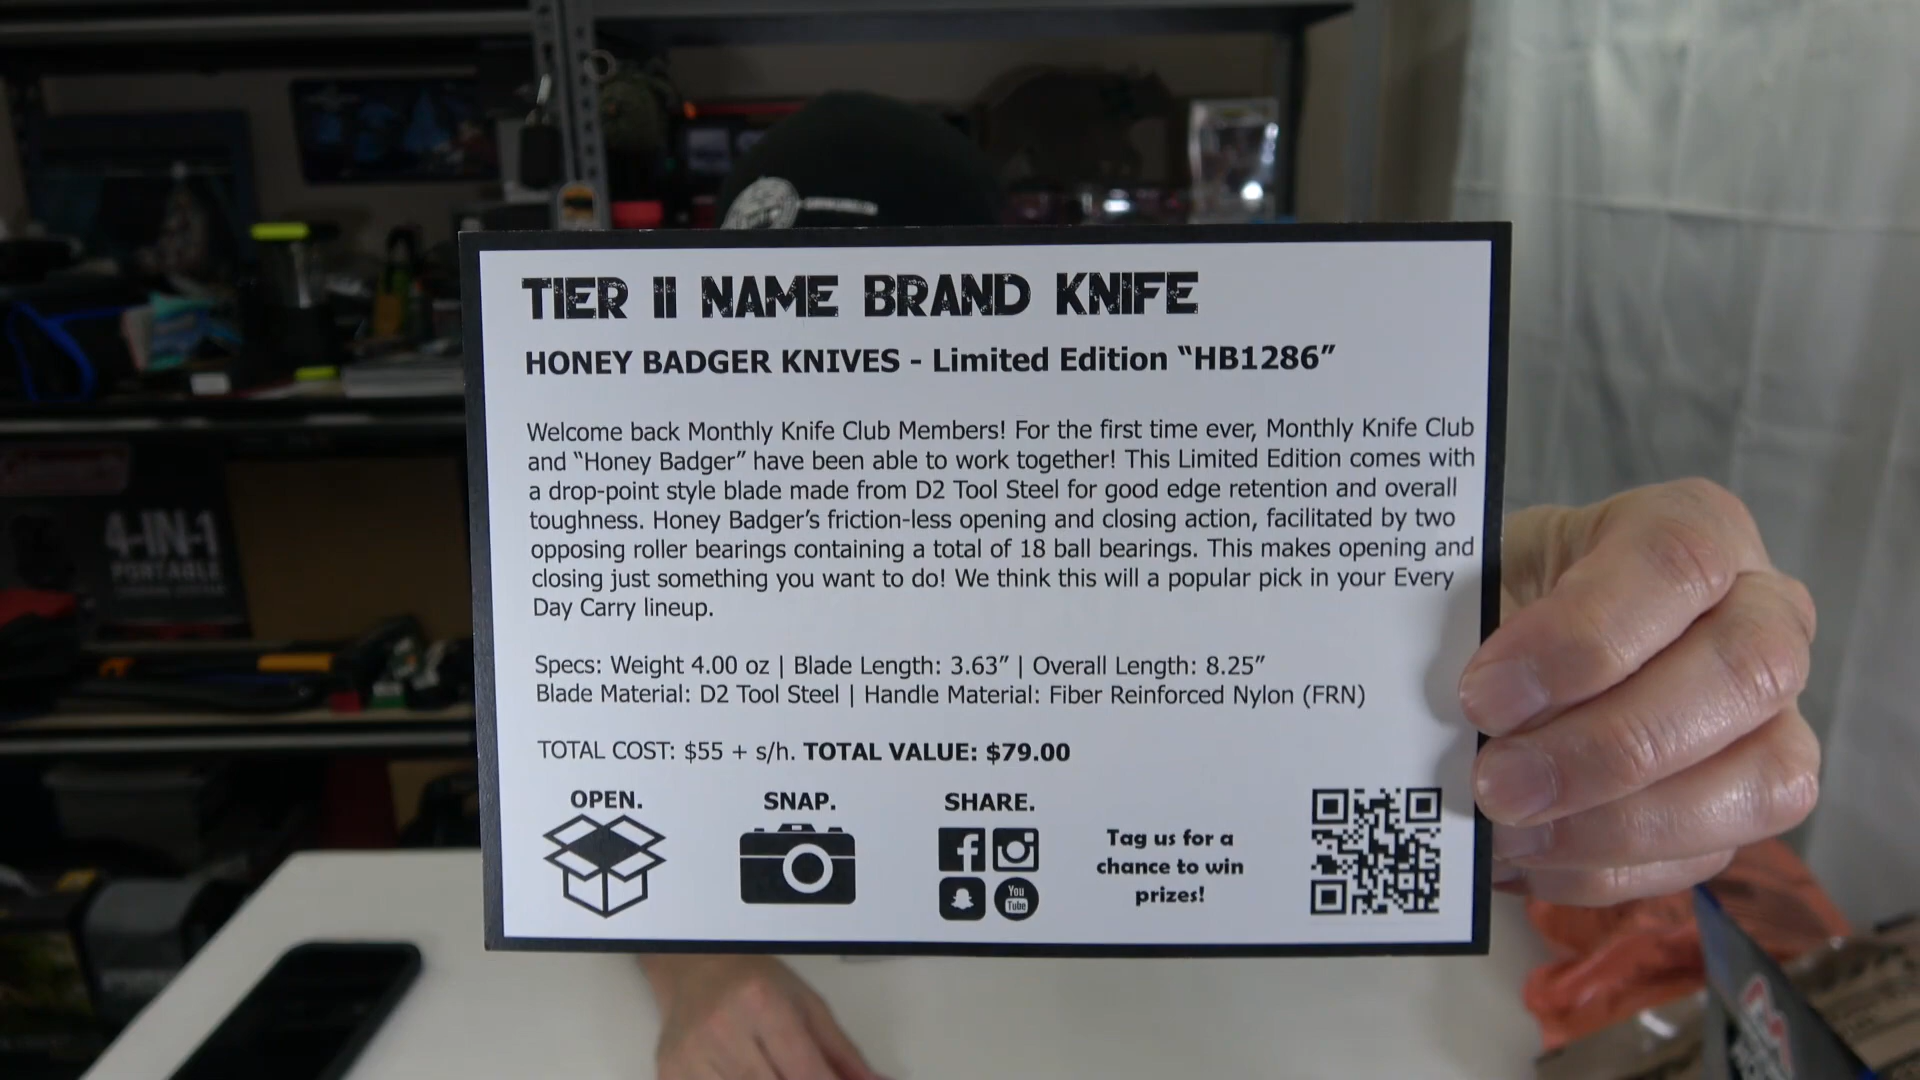 TIER II NAME BRAND KNIFE
HONEY BADGER KNIVES - Limited Edition “HB1286”
Welcome back Monthly Knife Club Members! For the first time ever, Monthly Knife Club
and “Honey Badger” have been able to work together! This Limited Edition comes with
a drop-point style blade made from D2 Tool Steel for good edge retention and overall
toughness. Honey Badger’s friction-less opening and closing action, facilitated by two
opposing roller bearings containing a total of 18 ball bearings. This makes opening and
closing just something you want to do! We think this will a popular pick in your Every
Day Carry lineup.
Specs: Weight 4.00 oz | Blade Length: 3.63” | Overall Length: 8.25”
Blade Material: D2 Tool Steel | Handle Material: Fiber Reinforced Nylon (FRN)
TOTAL COST: $55 + s/h. TOTAL VALUE: $79.00
OPEN. SNAP. SHARE.
Tag us for a
chance to win
prizes!
You
Tube
4-IN-1
PORTABLE